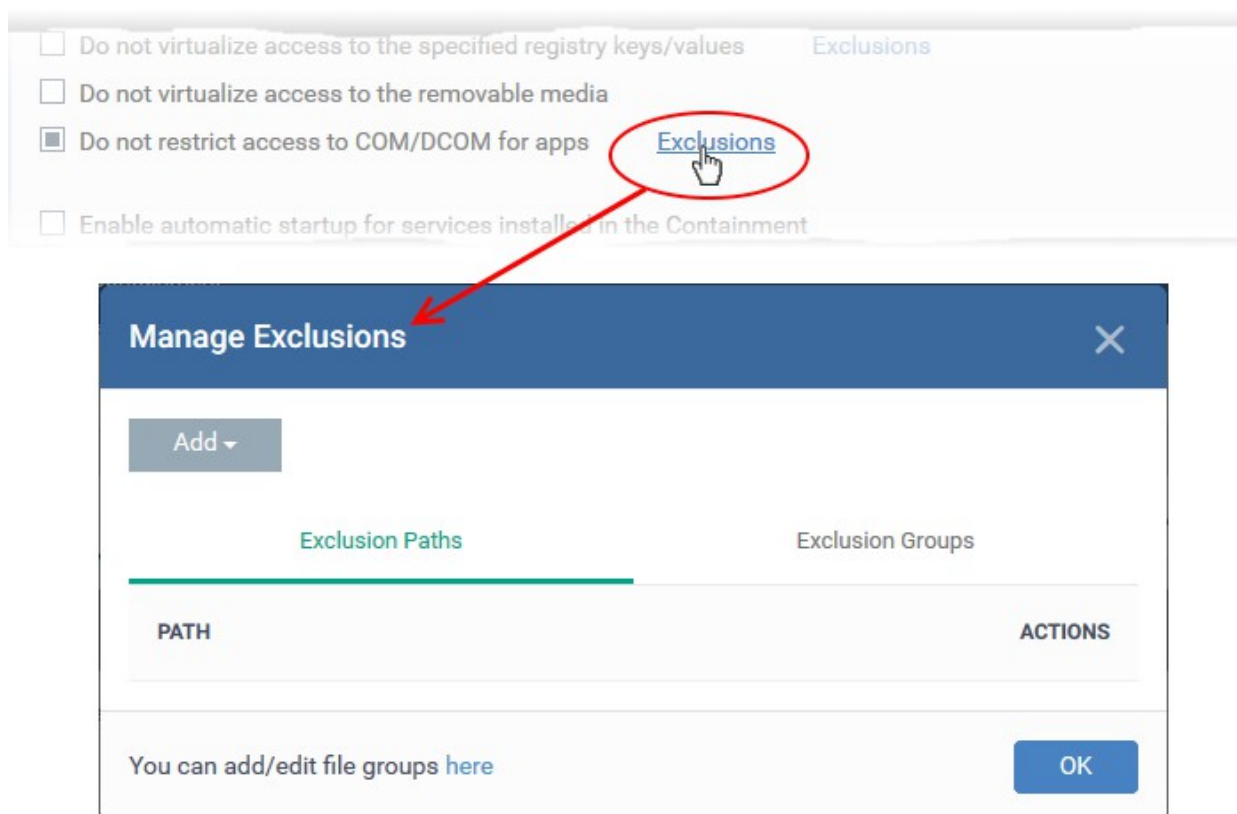 Do not virtualize access to the specified registry keys/values Exclusions
Do not virtualize access to the removable media
Do not restrict access to COM/DCOM for apps Exclusions
Enable automatic startup for services installed in the Containment
Manage Exclusions
Add
Exclusion Paths Exclusion Groups
PATH ACTIONS
You can add/edit file groups here OK